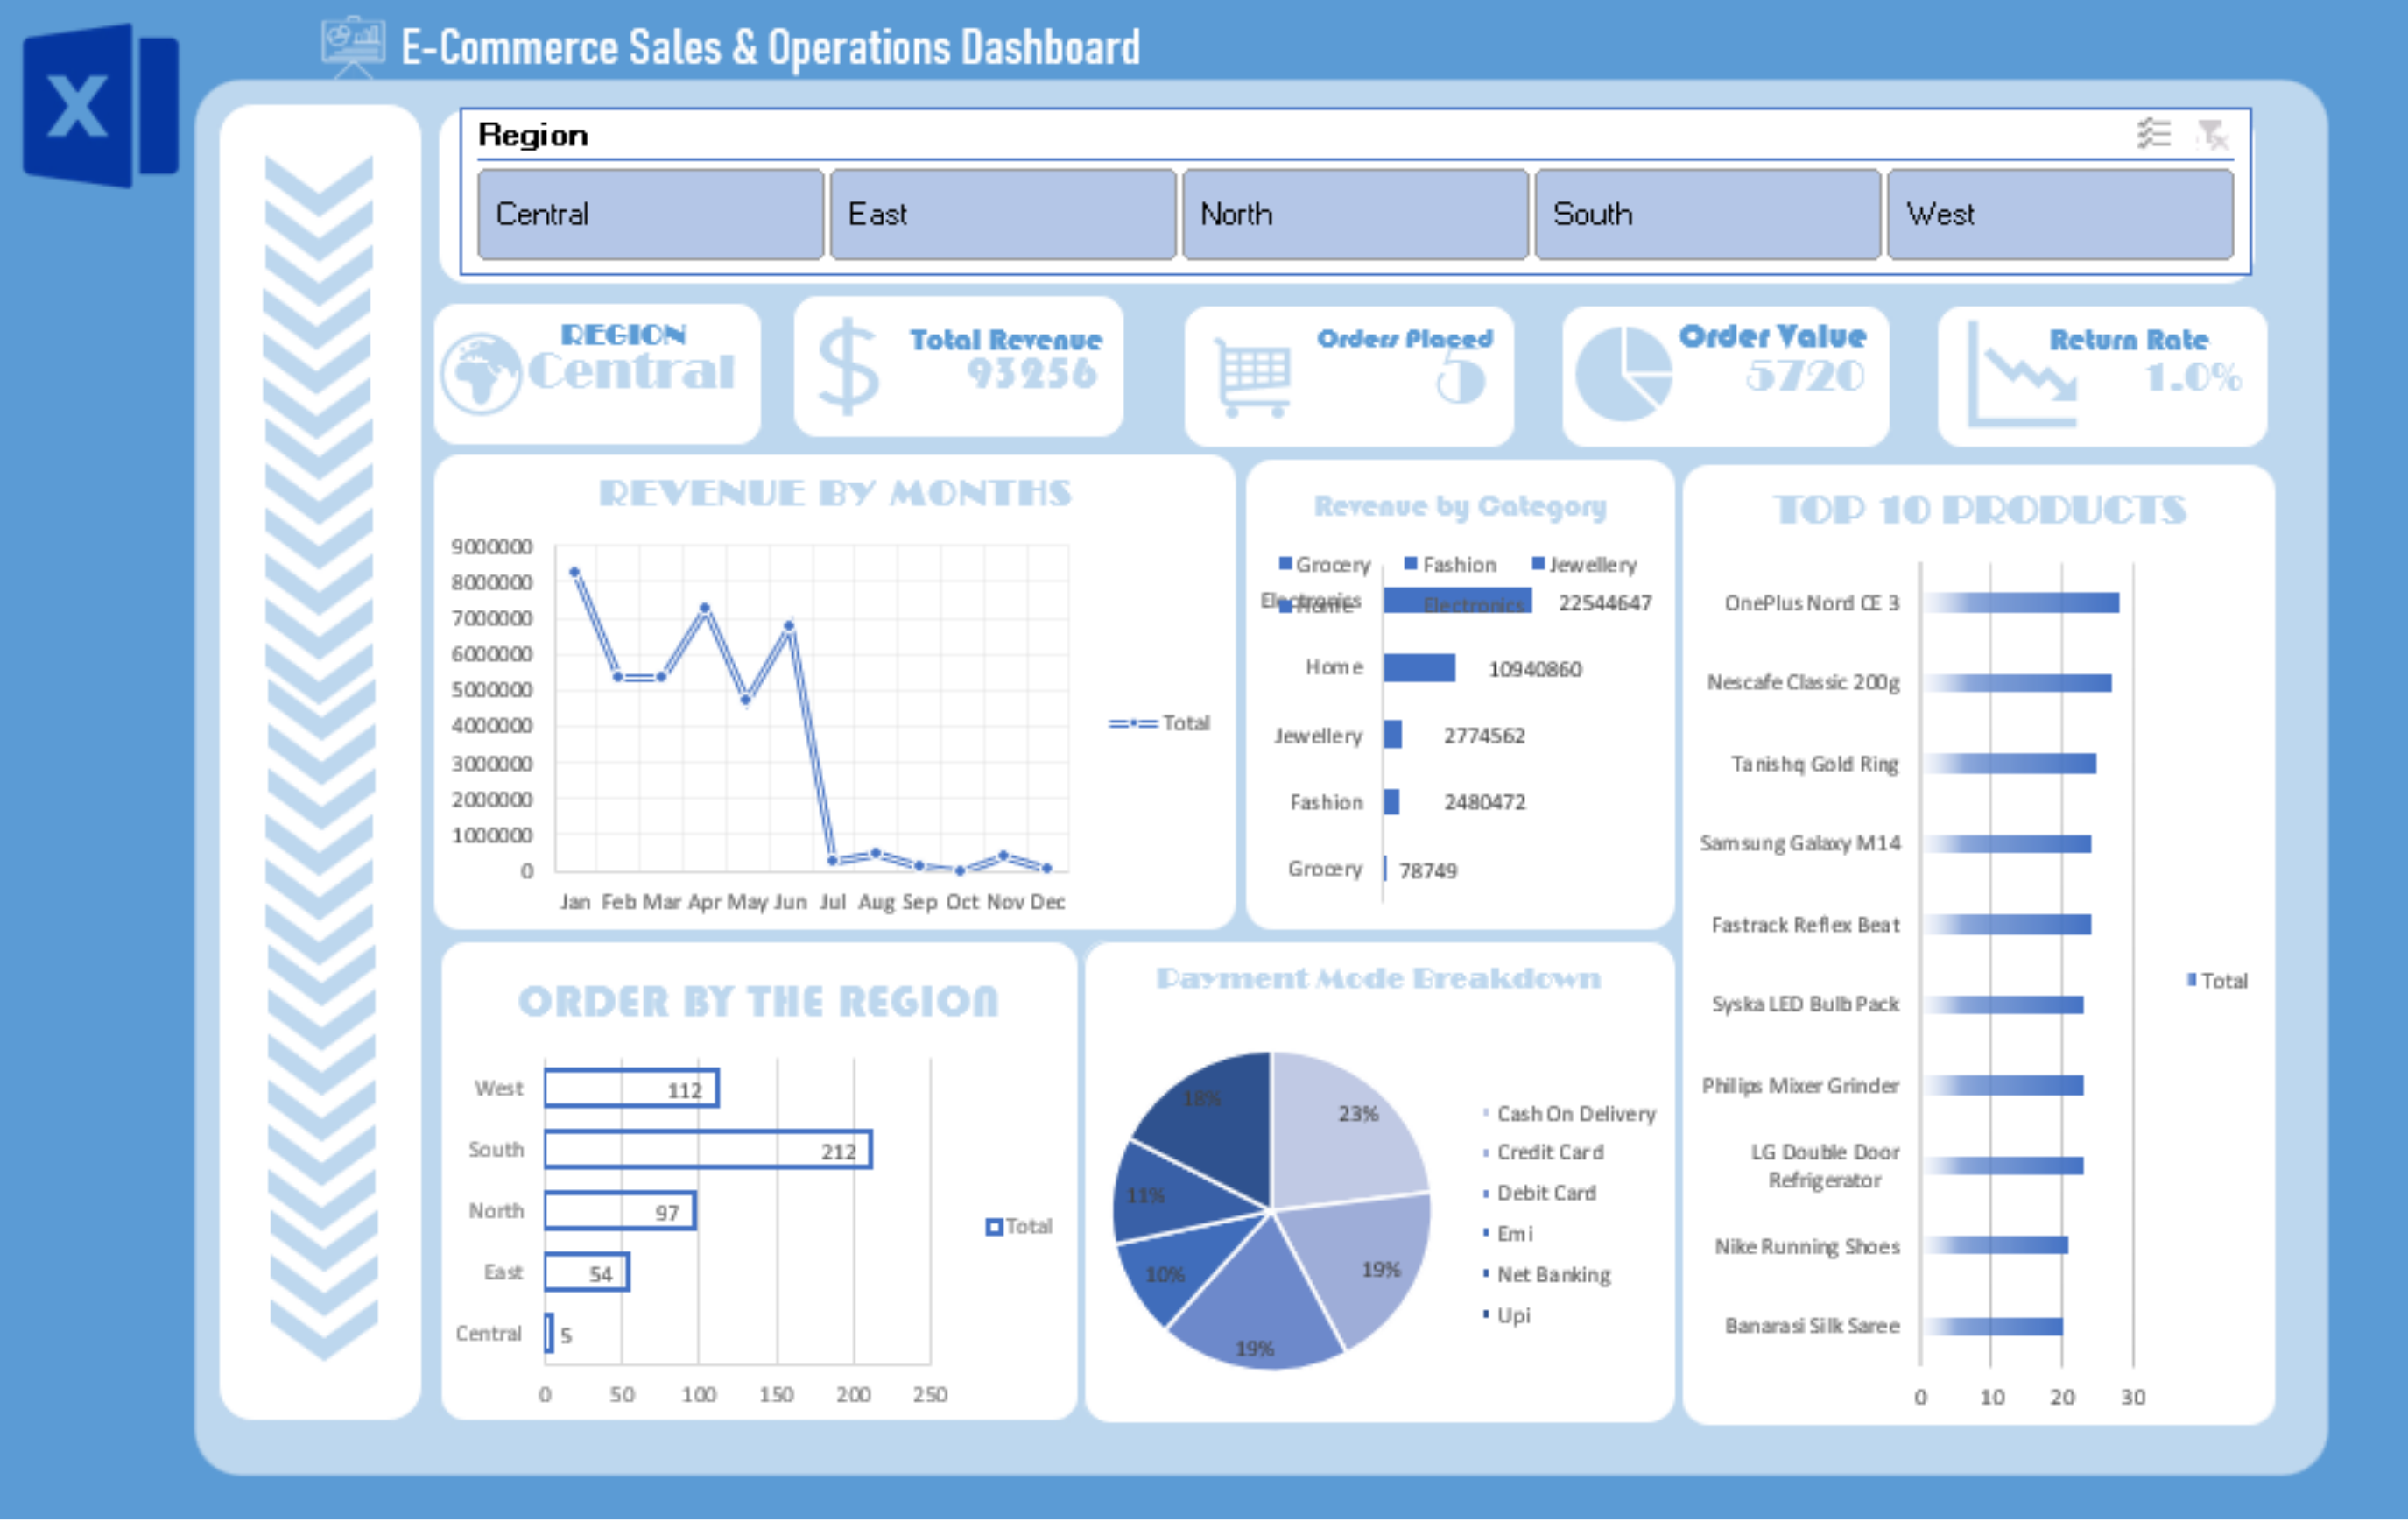 X
E-Commerce Sales & Operations Dashboard
Region
Central
East
North
South
West
REGION
Central
Total Revenue
93256
Orders Placed
5
Order Value
5720
Return Rate
1.0%
REVENUE BY MONTHS
9000000
8000000
7000000
6000000
5000000
4000000
3000000
2000000
1000000
0
Jan Feb Mar Apr May Jun Jul Aug Sep Oct Nov Dec
Total
Revenue by Category
Grocery Fashion Jewellery
Home Electronics
Electronics 22544647
Home 10940860
Jewellery 2774562
Fashion 2480472
Grocery 78749
TOP 10 PRODUCTS
OnePlus Nord CE 3
Nescafe Classic 200g
Tanishq Gold Ring
Samsung Galaxy M14
Fastrack Reflex Beat
Syska LED Bulb Pack
Philips Mixer Grinder
LG Double Door
Refrigerator
Nike Running Shoes
Banarasi Silk Saree
0 10 20 30
Total
ORDER BY THE REGION
West 112
South 212
North 97
East 54
Central 5
0 50 100 150 200 250
Total
Payment Mode Breakdown
23%
19%
19%
10%
11%
18%
Cash On Delivery
Credit Card
Debit Card
Emi
Net Banking
Upi